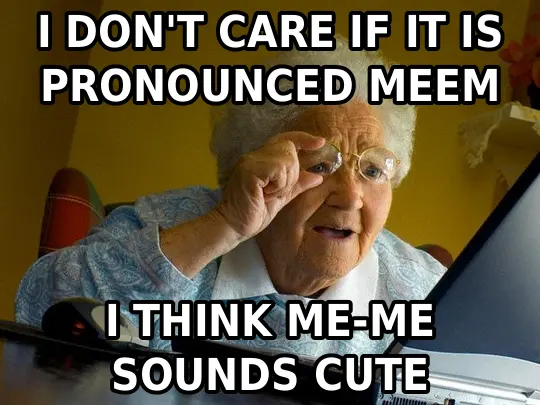 I DON'T CARE IF IT IS
PRONOUNCED MEEM
I THINK ME-ME
SOUNDS CUTE